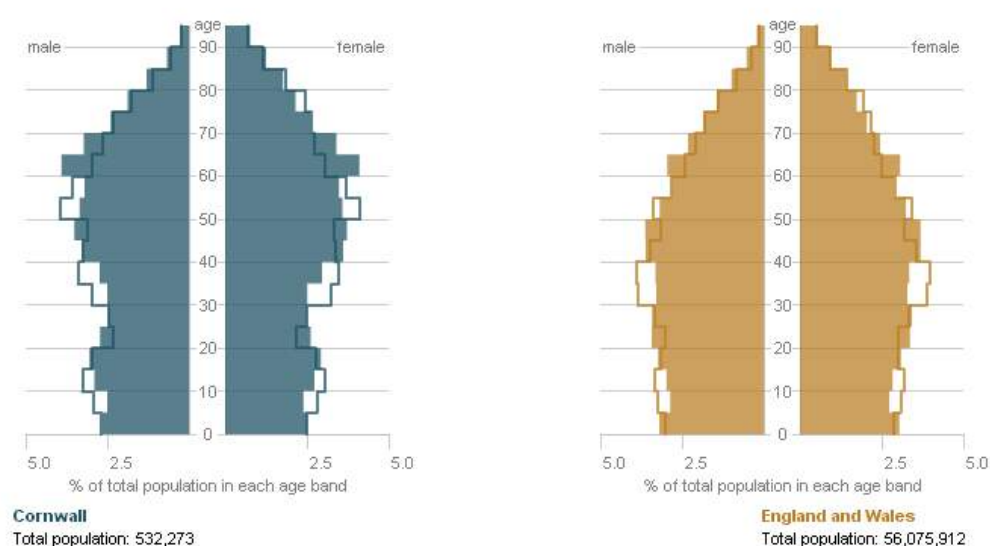 age
male 90 female
80
70
60
50
40
30
20
10
0
5.0 2.5 2.5 5.0
% of total population in each age band
Cornwall
Total population: 532,273
age
male 90 female
80
70
60
50
40
30
20
10
0
5.0 2.5 2.5 5.0
% of total population in each age band
England and Wales
Total population: 56,075,912